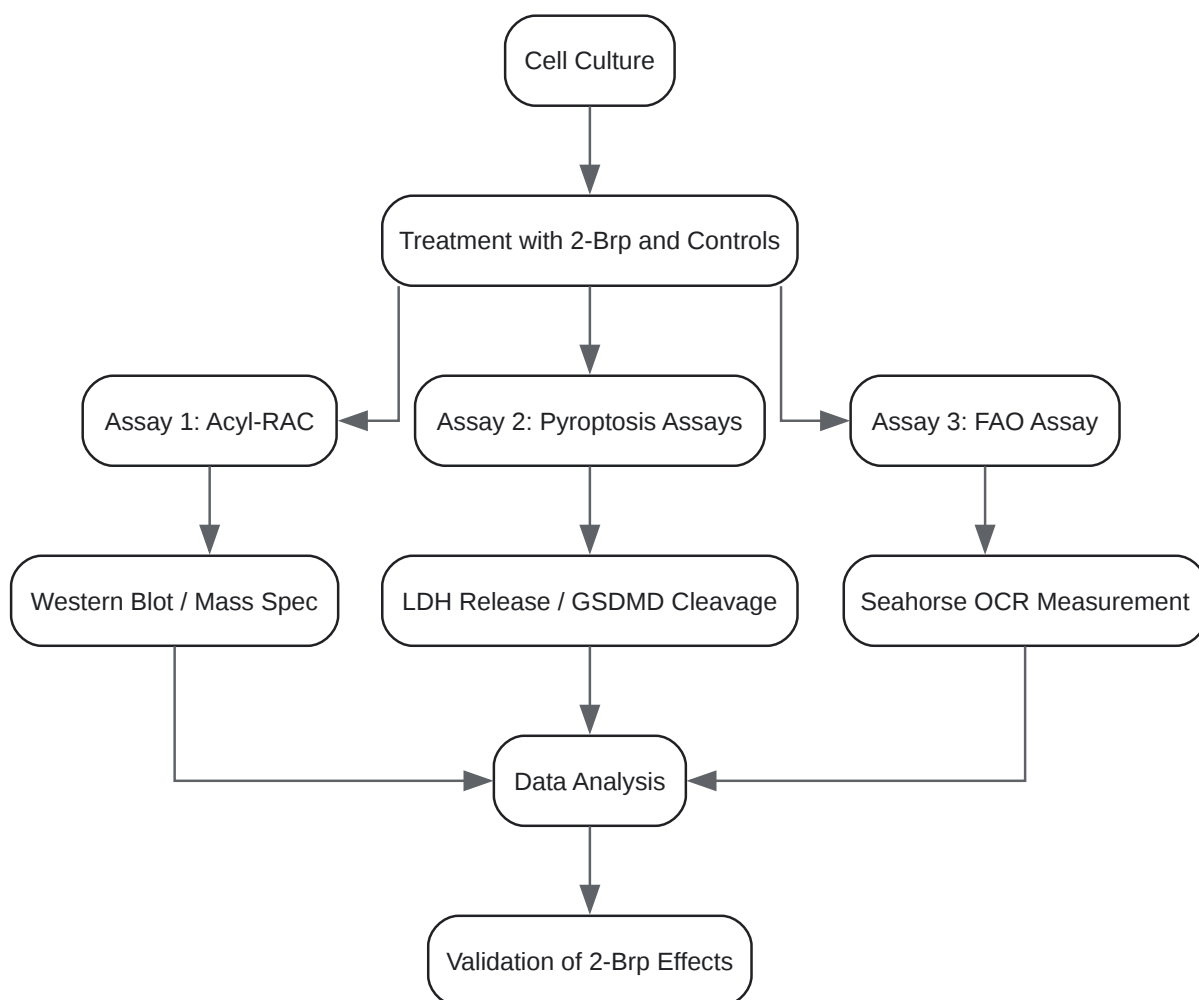 Cell Culture
Treatment with 2-Brp and Controls
Assay 1: Acyl-RAC
Assay 2: Pyroptosis Assays
Assay 3: FAO Assay
Western Blot / Mass Spec
LDH Release / GSDMD Cleavage
Seahorse OCR Measurement
Data Analysis
Validation of 2-Brp Effects